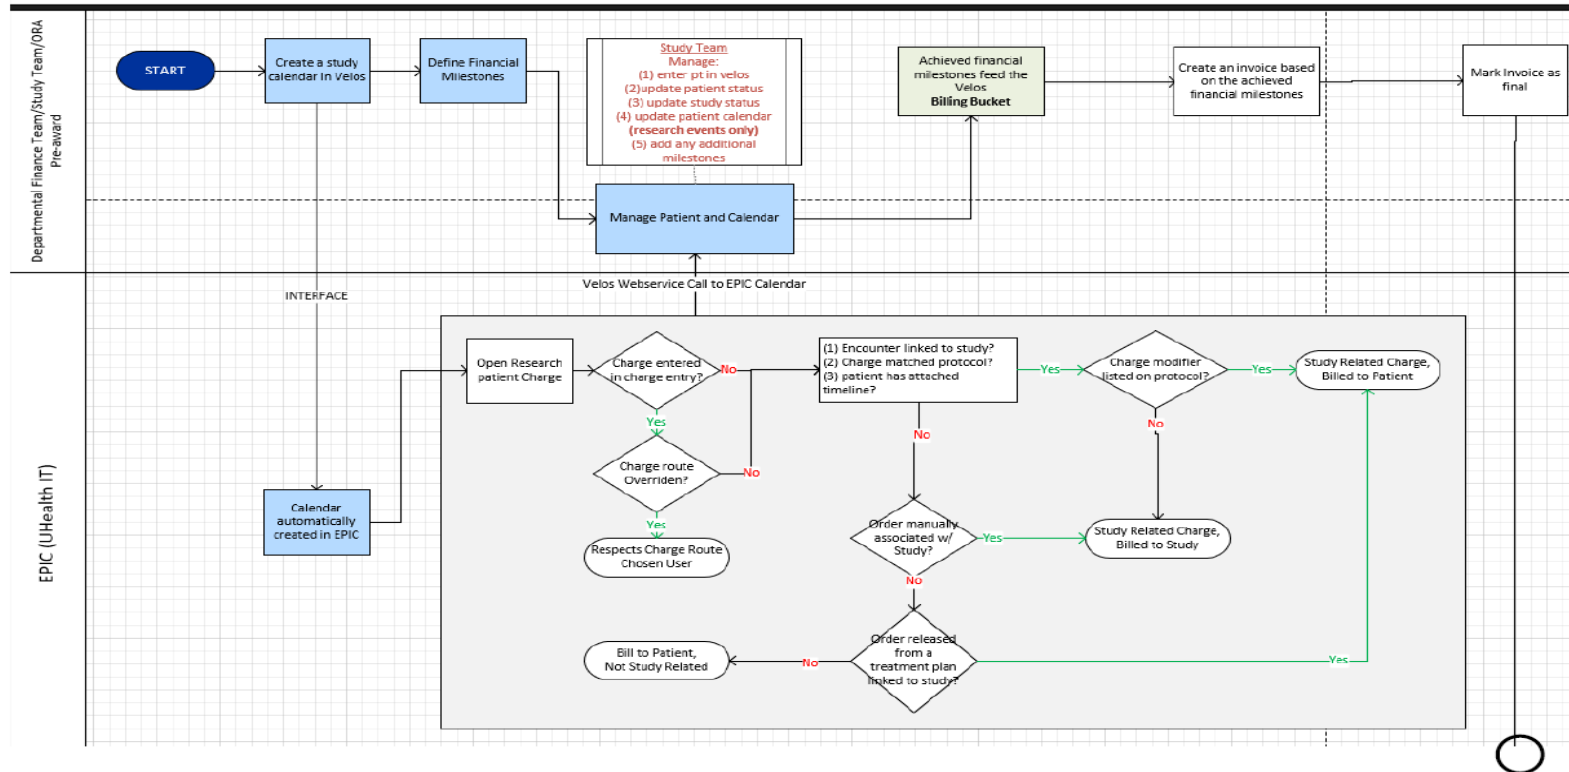 Departmental Finance Team/Study Team/ORA
Pre-award
START
Create a study
calendar in Velos
Define Financial
Milestones
Study Team
Manage:
(1) enter pt in velos
(2)update patient status
(3) update study status
(4) update patient calendar
(research events only)
(5) add any additional
milestones
Achieved financial
milestones feed the
Velos
Billing Bucket
Create an invoice based
on the achieved
financial milestones
Mark Invoice as
final
Manage Patient and Calendar
EPIC (UHealth IT)
INTERFACE
Velos Webservice Call to EPIC Calendar
Open Research
patient Charge
Charge entered
in charge entry?
No
(1) Encounter linked to study?
(2) Charge matched protocol?
(3) patient has attached
timeline?
Yes
Charge modifier
listed on protocol?
Yes
Study Related Charge,
Billed to Patient
Yes
No
No
Charge route
Overriden?
No
Calendar
automatically
created in EPIC
Yes
Respects Charge Route
Chosen User
Order manually
associated w/
Study?
Yes
Study Related Charge,
Billed to Study
No
Bill to Patient,
Not Study Related
No
Order released
from a
treatment plan
linked to study?
Yes